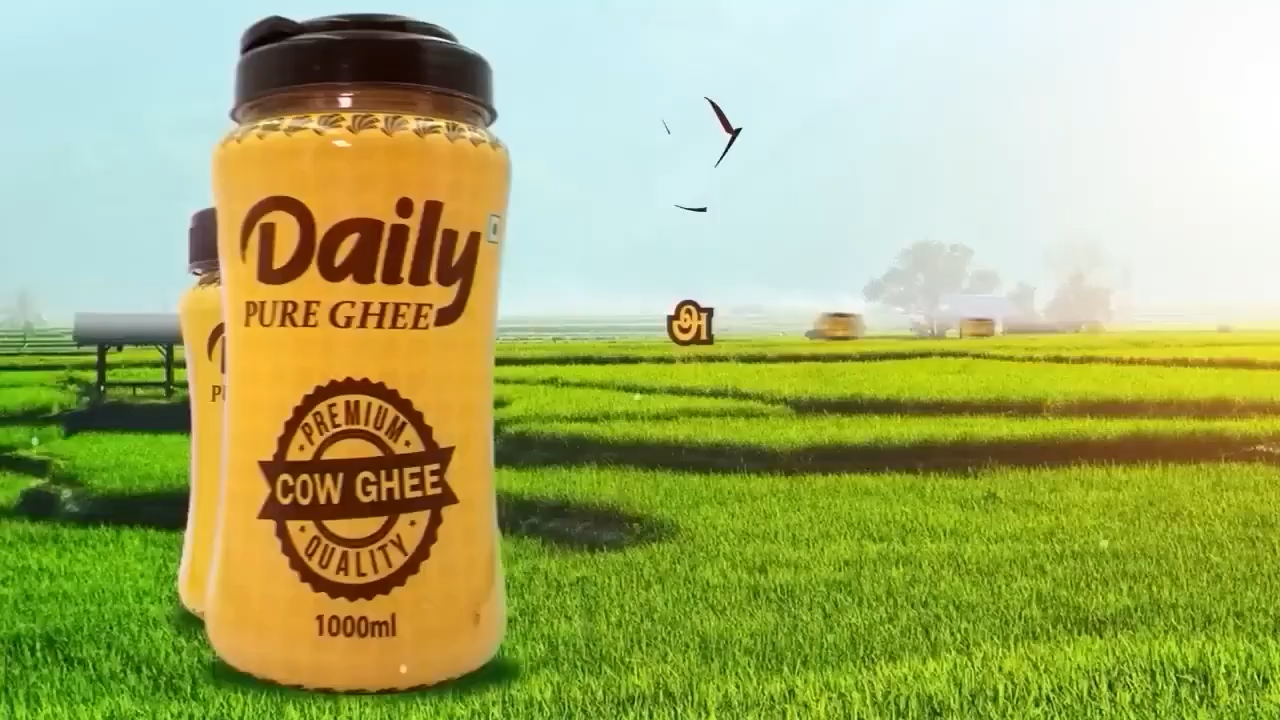 Daily
PURE GHEE
PREMIUM
COW GHEE
QUALITY
1000ml
அ